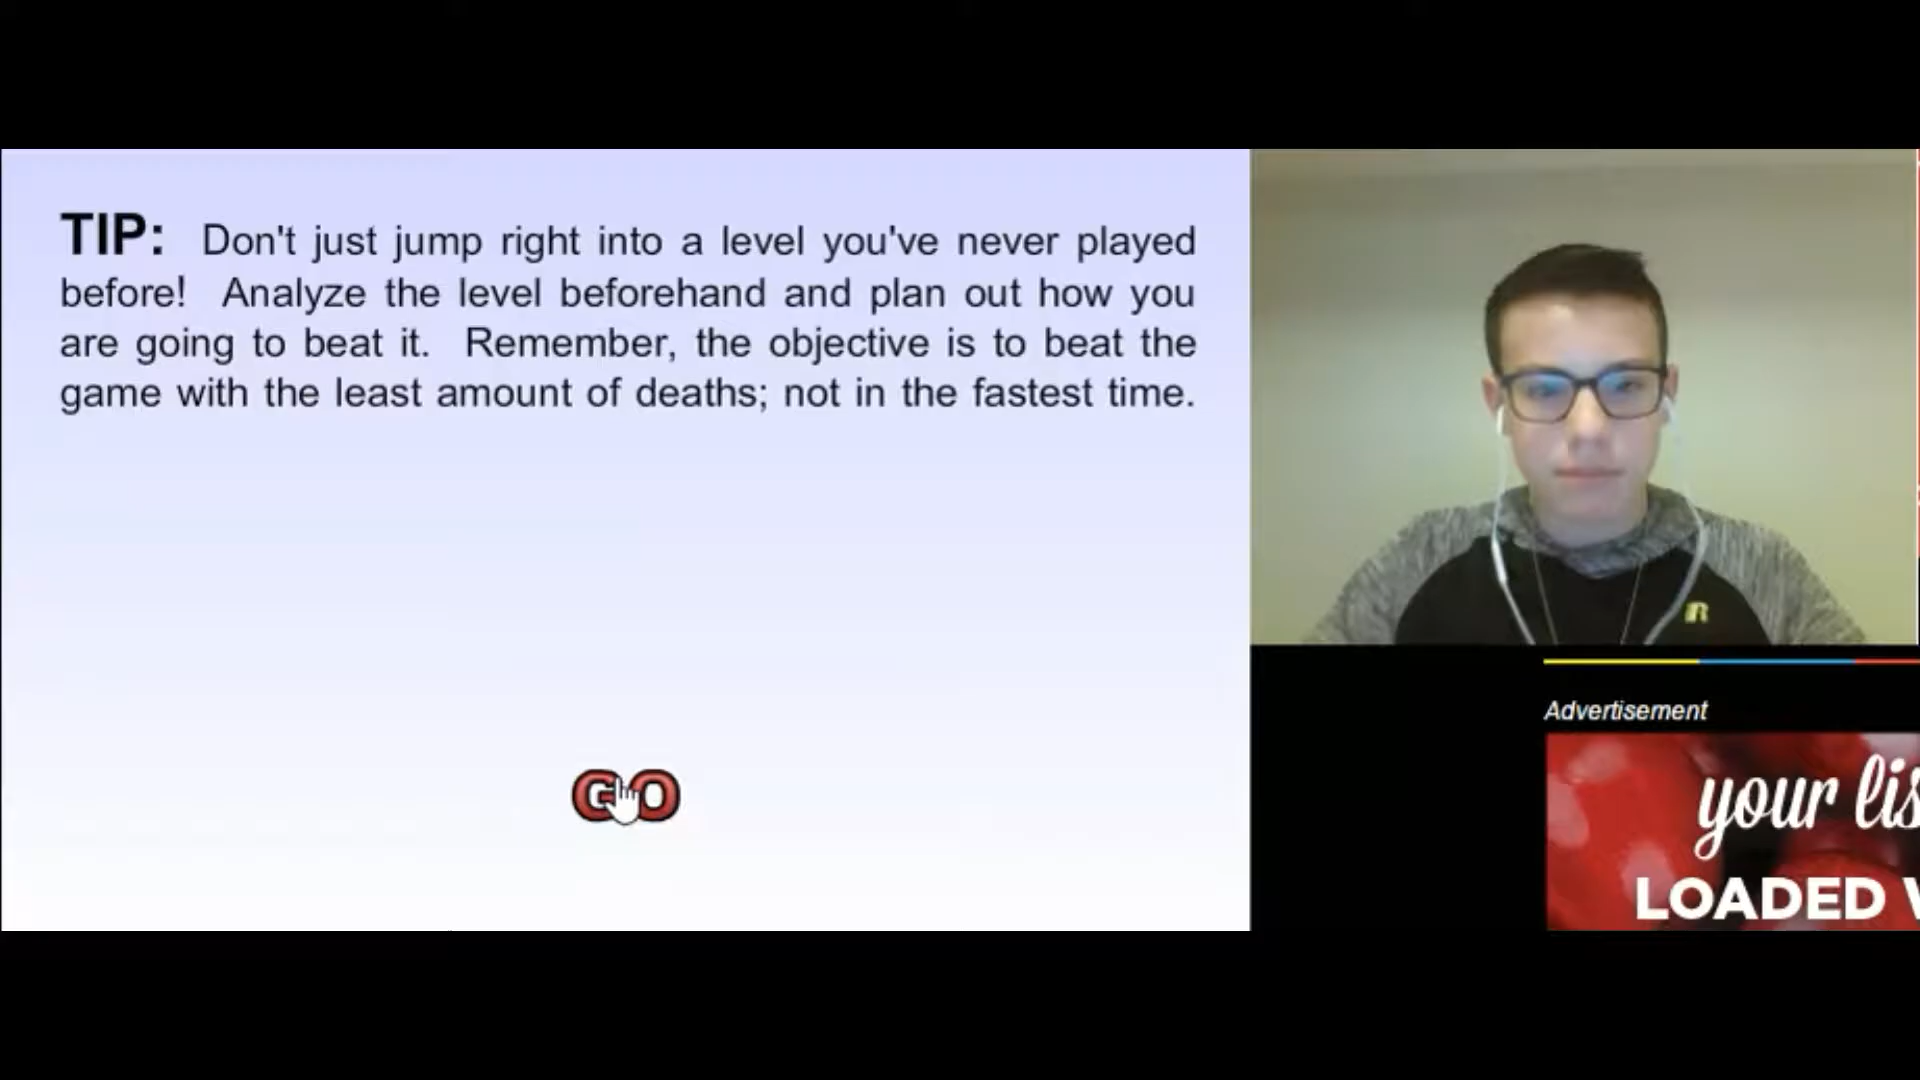 TIP: Don't just jump right into a level you've never played
before! Analyze the level beforehand and plan out how you
are going to beat it. Remember, the objective is to beat the
game with the least amount of deaths; not in the fastest time.
GO
R
Advertisement
your lis
LOADED